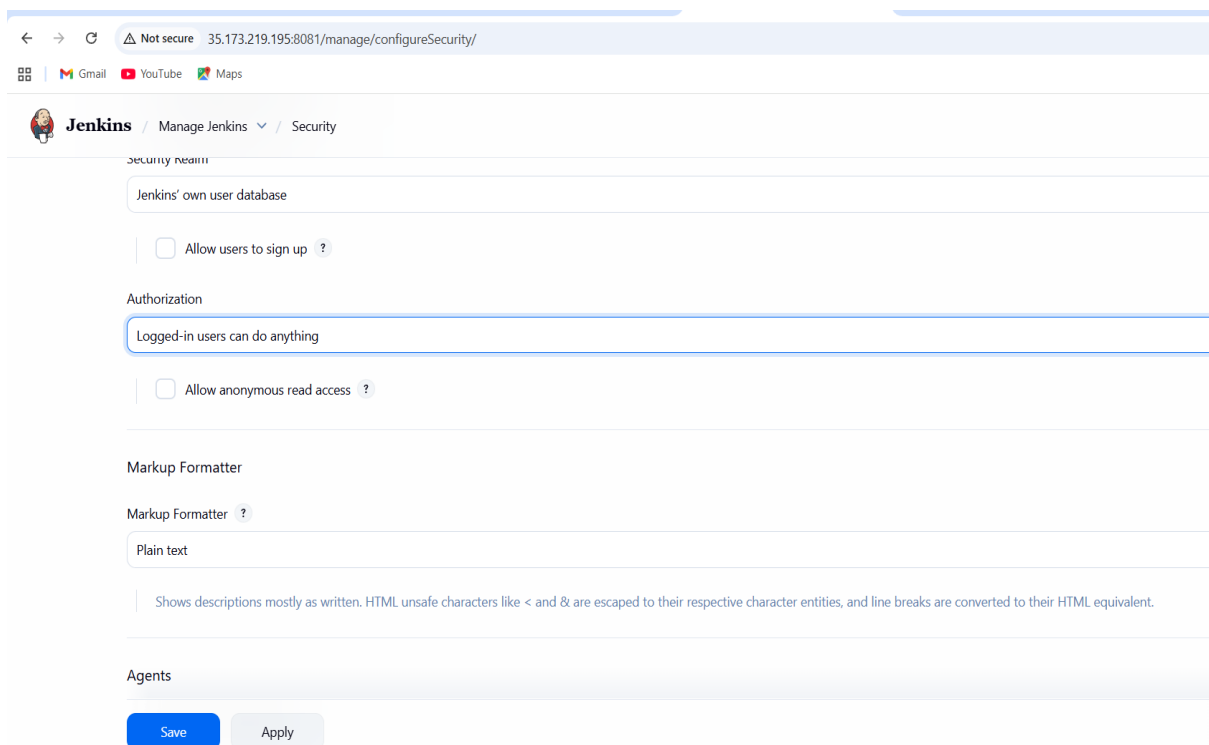 Not secure 35.173.219.195:8081/manage/configureSecurity/
Gmail YouTube Maps
Jenkins / Manage Jenkins / Security
Security Realm
Jenkins' own user database
Allow users to sign up ?
Authorization
Logged-in users can do anything
Allow anonymous read access ?
Markup Formatter
Markup Formatter ?
Plain text
Shows descriptions mostly as written. HTML unsafe characters like < and & are escaped to their respective character entities, and line breaks are converted to their HTML equivalent.
Agents
Save Apply